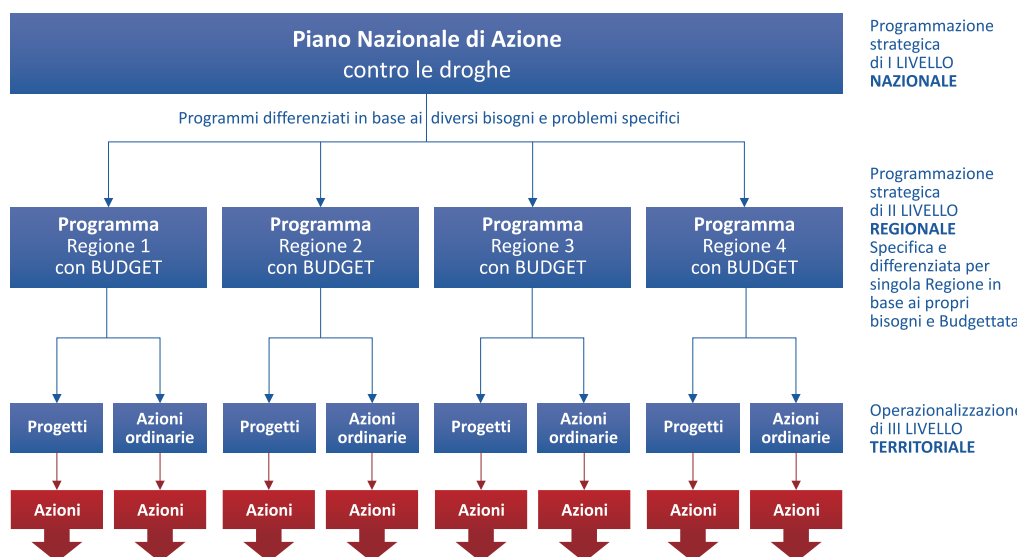 Piano Nazionale di Azione
contro le droghe
Programmazione
strategica
di I LIVELLO
NAZIONALE
Programmi differenziati in base ai diversi bisogni e problemi specifici
Programma
Regione 1
con BUDGET
Programma
Regione 2
con BUDGET
Programma
Regione 3
con BUDGET
Programma
Regione 4
con BUDGET
Programmazione
strategica
di II LIVELLO
REGIONALE
Specifica e
differenziata per
singola Regione in
base ai propri
bisogni e Budgettata
Progetti
Azioni
ordinarie
Progetti
Azioni
ordinarie
Progetti
Azioni
ordinarie
Progetti
Azioni
ordinarie
Operazionalizzazione
di III LIVELLO
TERRITORIALE
Azioni
Azioni
Azioni
Azioni
Azioni
Azioni
Azioni
Azioni